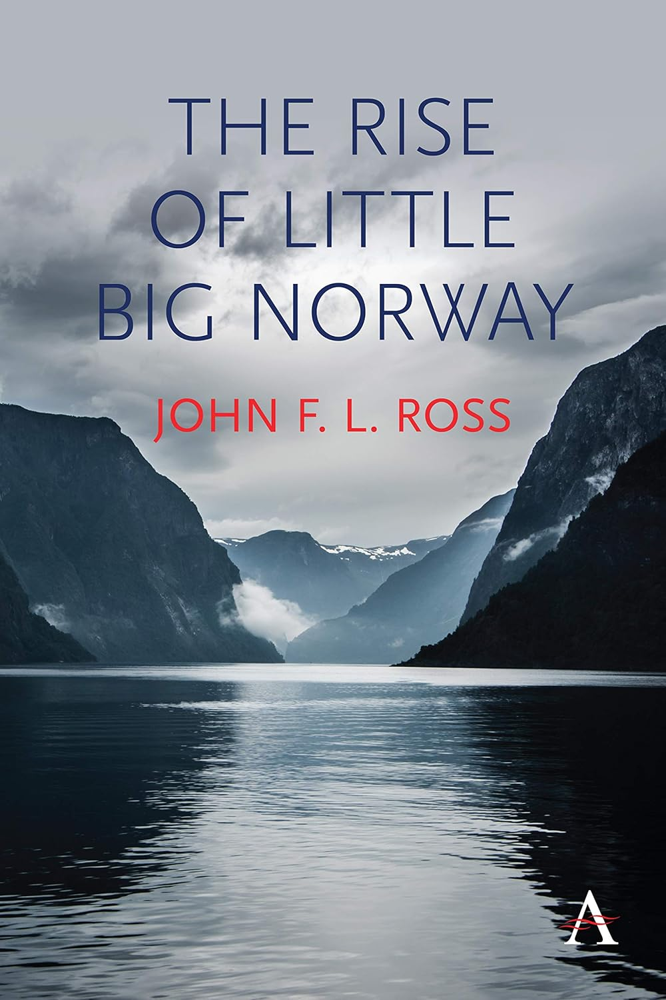 THE RISE
OF LITTLE
BIG NORWAY
JOHN F. L. ROSS
A